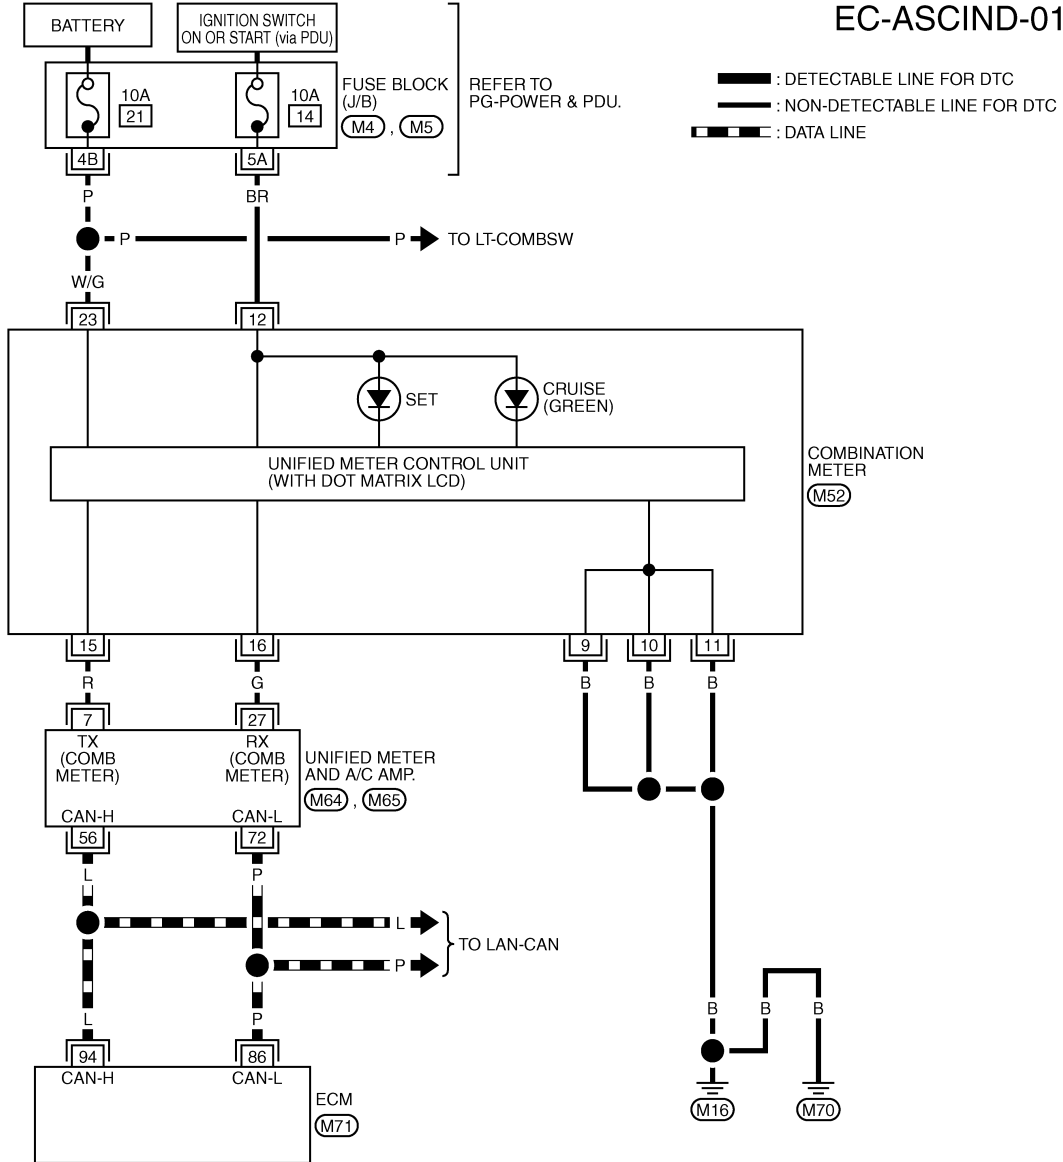 EC-ASCIND-01
BATTERY
IGNITION SWITCH
ON OR START (via PDU)
10A
21
10A
14
FUSE BLOCK
(J/B)
M4 , M5
REFER TO
PG-POWER & PDU.
: DETECTABLE LINE FOR DTC
: NON-DETECTABLE LINE FOR DTC
: DATA LINE
4B
5A
P
BR
P
P
TO LT-COMBSW
W/G
23
12
SET
CRUISE
(GREEN)
UNIFIED METER CONTROL UNIT
(WITH DOT MATRIX LCD)
COMBINATION
METER
M52
15
16
9
10
11
R
G
B
B
B
7
27
TX
(COMB
METER)
RX
(COMB
METER)
UNIFIED METER
AND A/C AMP.
M64 , M65
CAN-H
CAN-L
56
72
L
P
L
P
TO LAN-CAN
L
P
B
B
B
94
86
CAN-H
CAN-L
ECM
M71
M16
M70